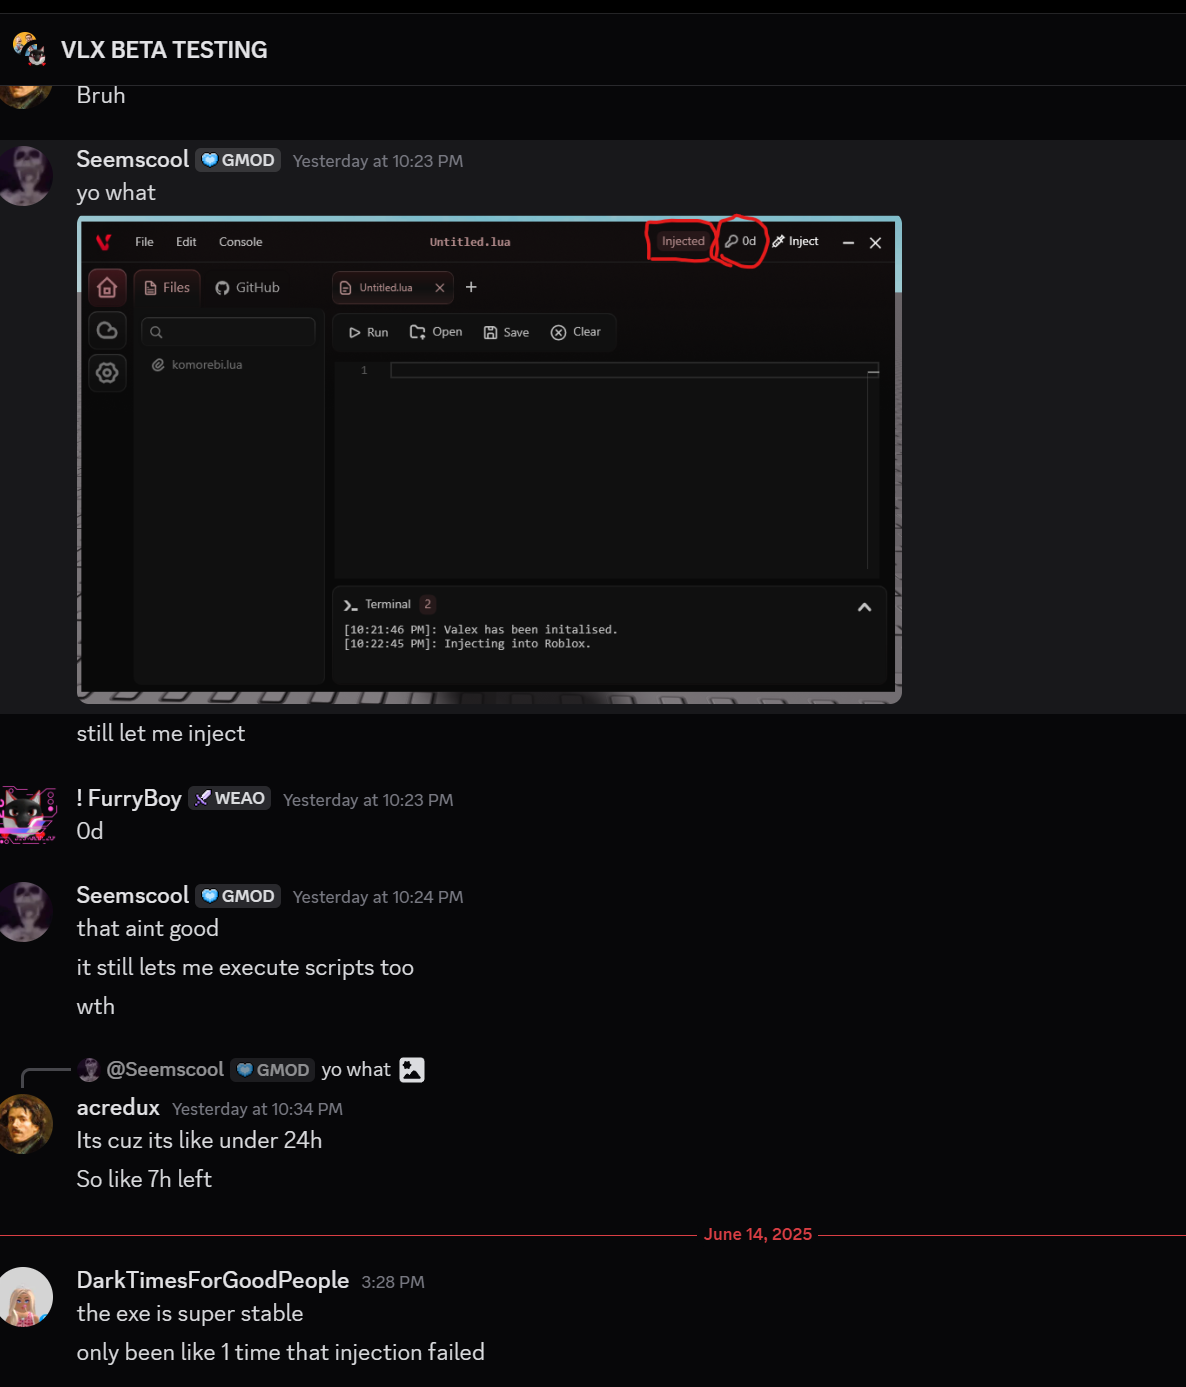 VLX BETA TESTING
Bruh
Seemscool GMOD Yesterday at 10:23 PM
yo what
File Edit Console Untitled.lua Injected 0d Inject
Files GitHub Untitled.lua
Run Open Save Clear
komorebi.lua
1
Terminal 2
[10:21:46 PM]: Valex has been initalised.
[10:22:45 PM]: Injecting into Roblox.
still let me inject
! FurryBoy WEAO Yesterday at 10:23 PM
0d
Seemscool GMOD Yesterday at 10:24 PM
that aint good
it still lets me execute scripts too
wth
@Seemscool GMOD yo what
acredux Yesterday at 10:34 PM
Its cuz its like under 24h
So like 7h left
June 14, 2025
DarkTimesForGoodPeople 3:28 PM
the exe is super stable
only been like 1 time that injection failed